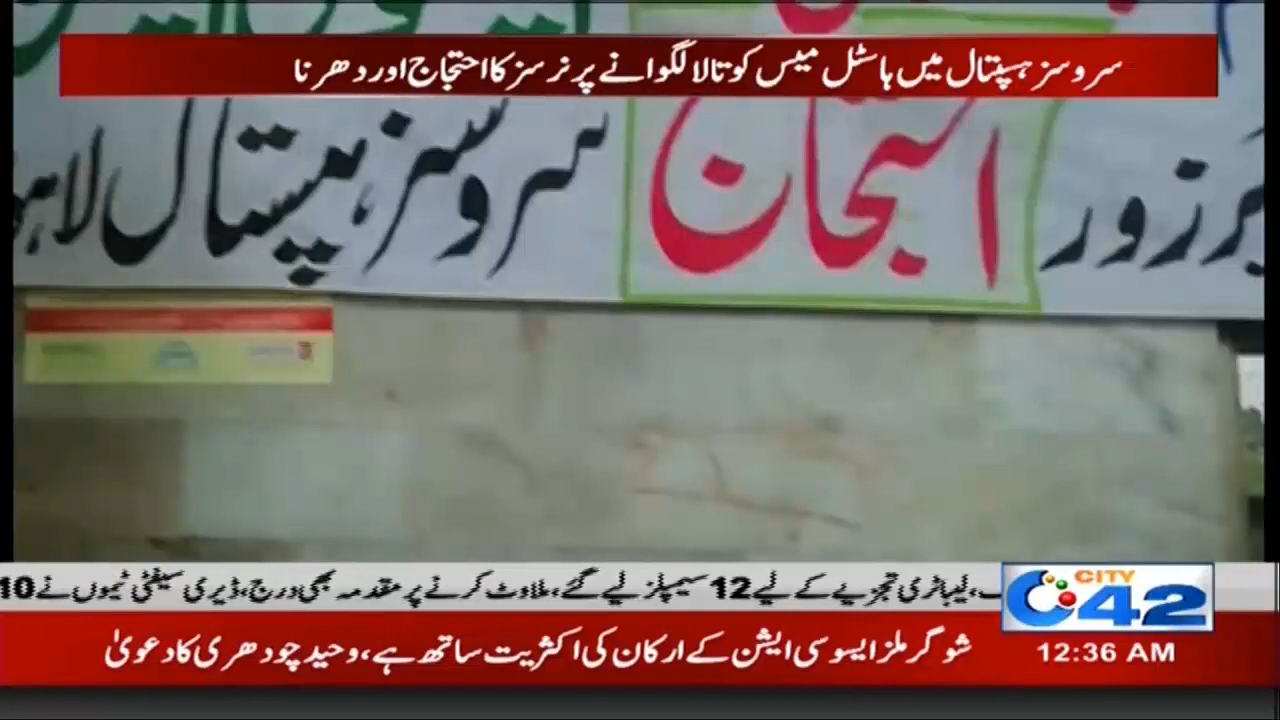 سروسز ہسپتال میں ہاسٹل میس کو تالا لگوانے پر نرسز کا احتجاج اور دھرنا
زور احتجاج سروسز ہسپتال لاہو
لیبارٹری تجزیے کے لیے 12 سیمپلز لیے گئے، ملاوٹ کرنے پر مقدمہ بھی درج، ڈیری سیفٹی ٹیموں نے 10
CITY 42
شوگر ملز ایسوسی ایشن کے ارکان کی اکثریت ساتھ ہے، وحید چودھری کا دعویٰ
12:36 AM